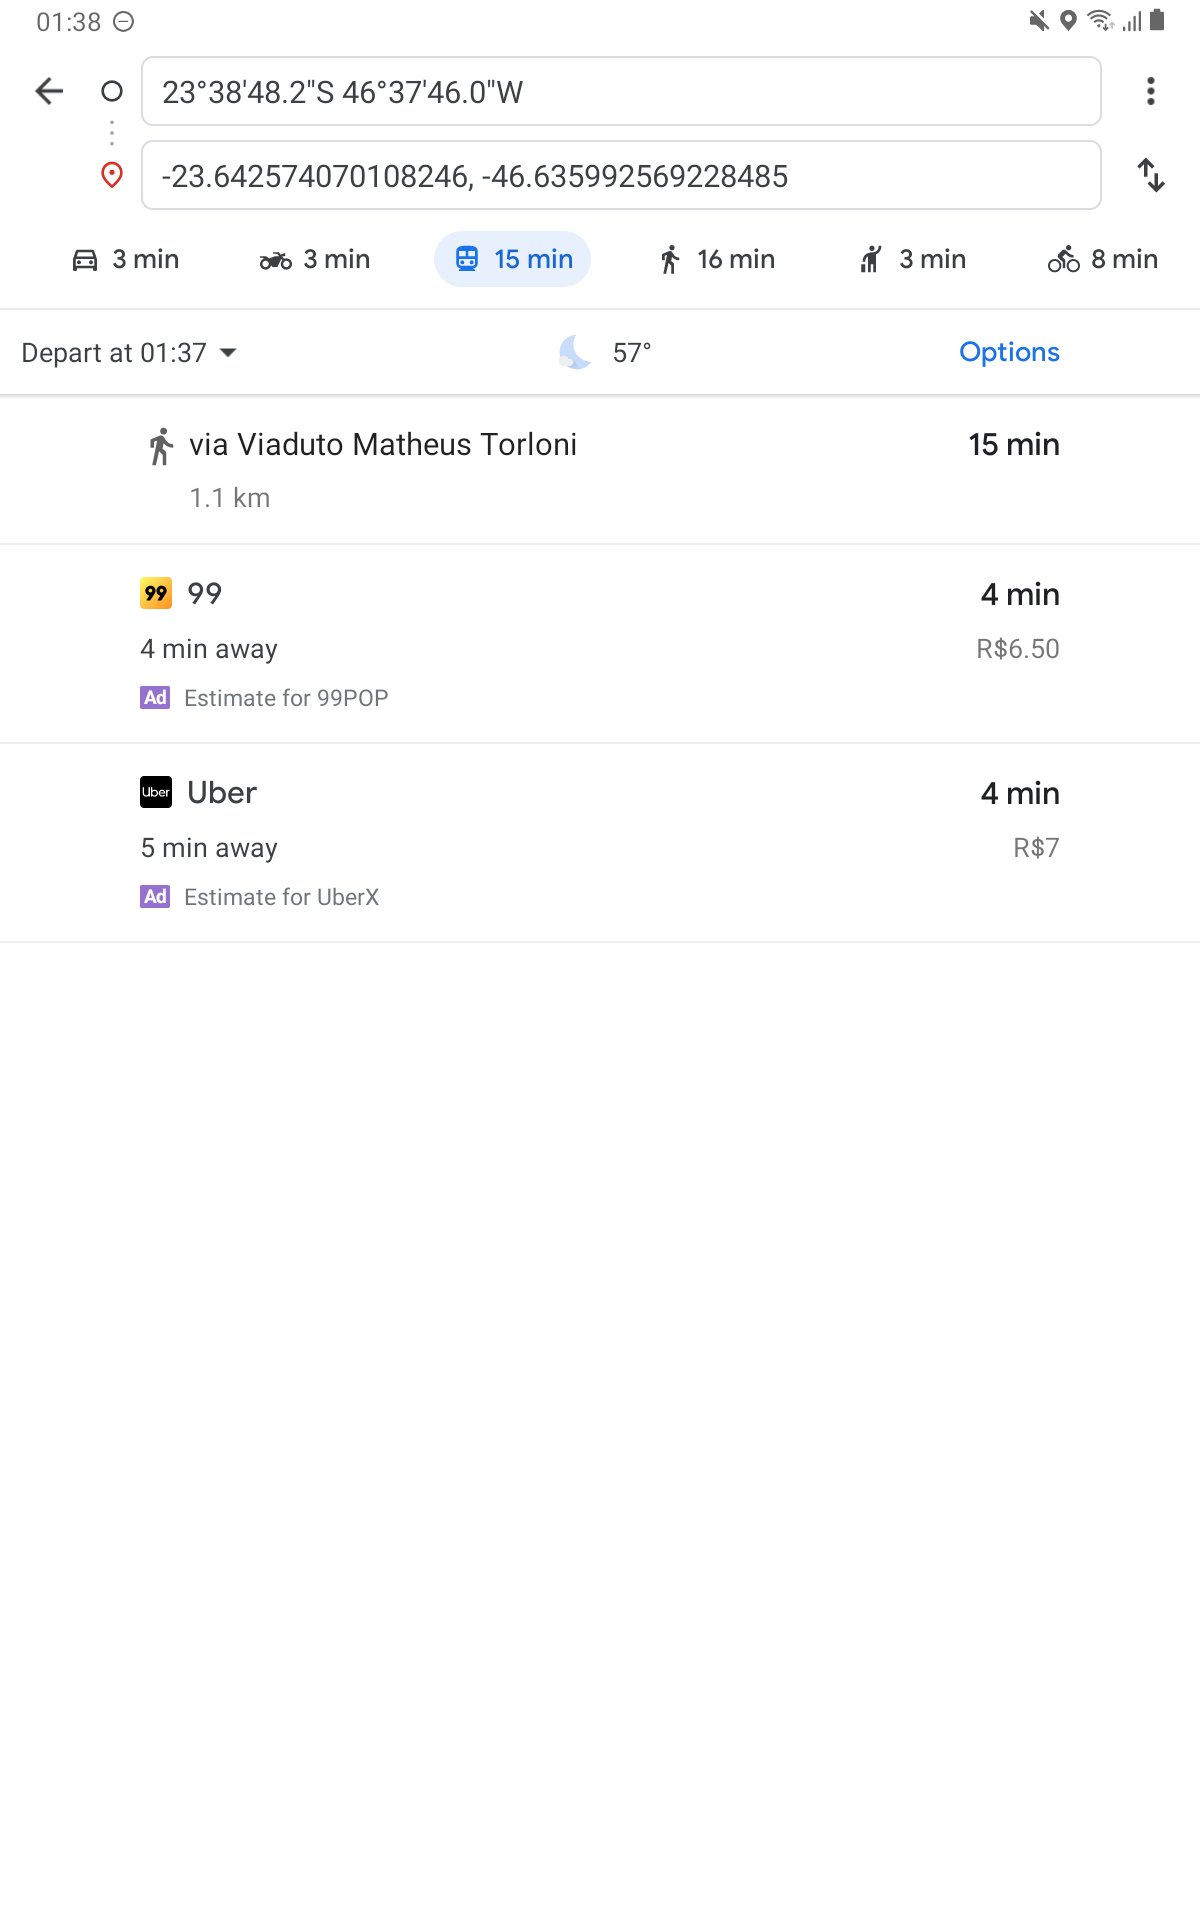 01:38
23°38'48.2"S 46°37'46.0"W
-23.642574070108246, -46.635992569228485
3 min 3 min 15 min 16 min 3 min 8 min
Depart at 01:37 57° Options
via Viaduto Matheus Torloni 15 min
1.1 km
99 99 4 min
4 min away R$6.50
Ad Estimate for 99POP
Uber Uber 4 min
5 min away R$7
Ad Estimate for UberX